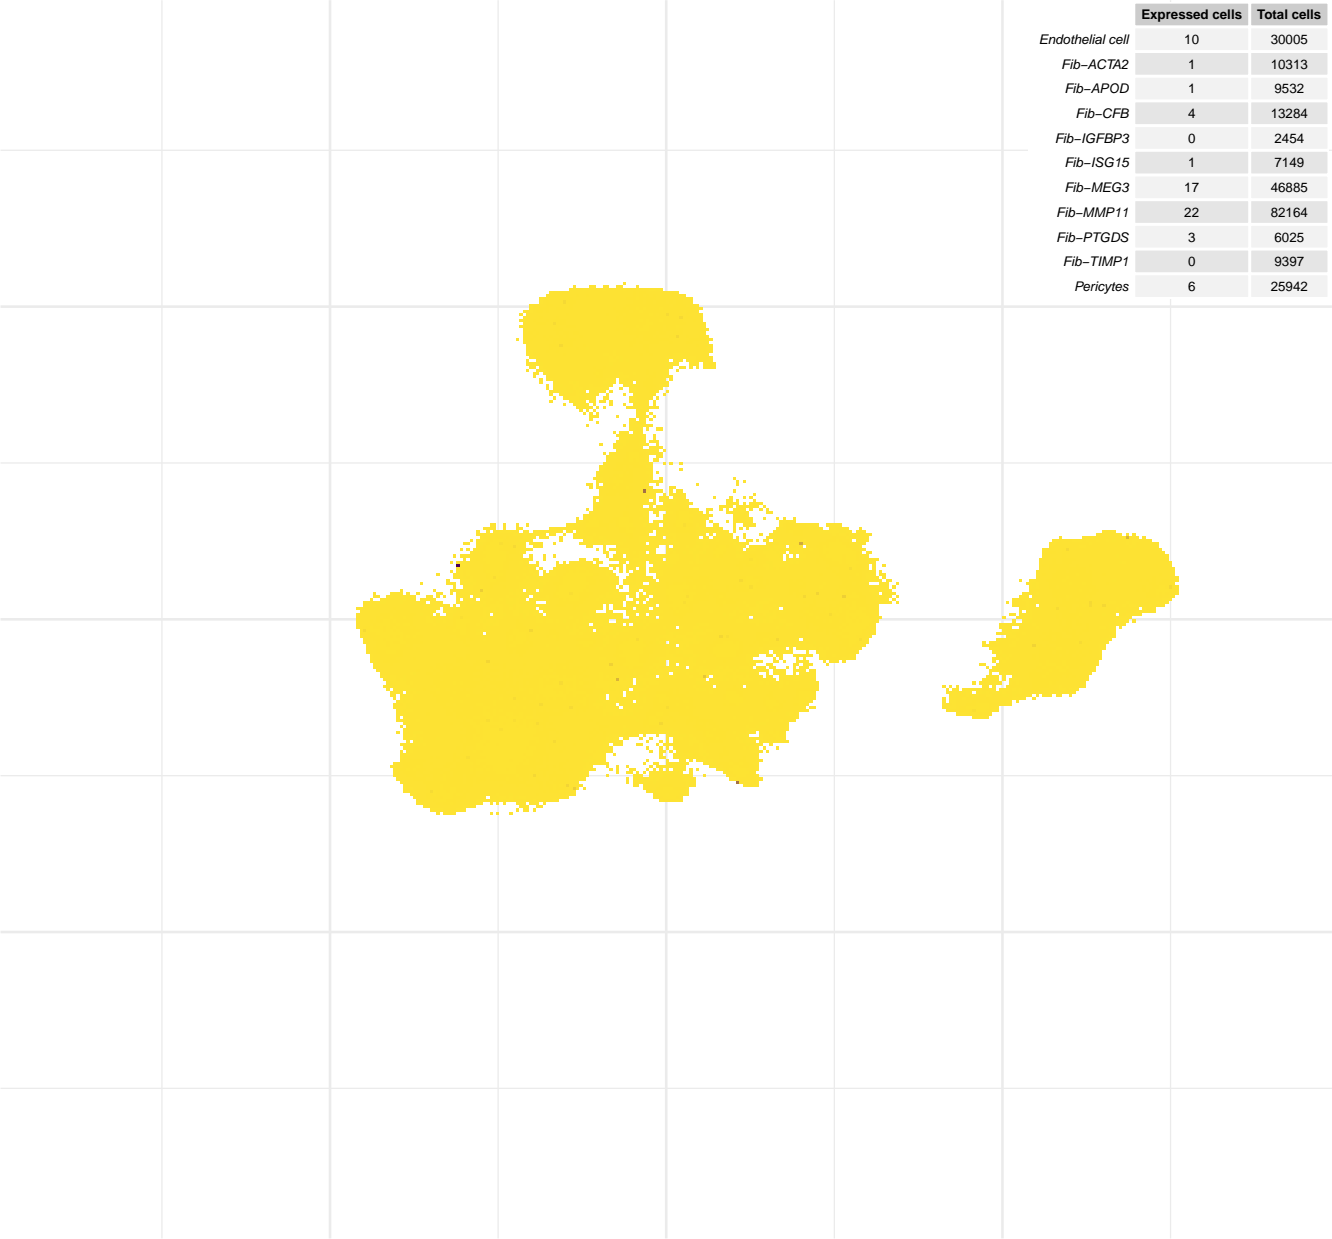 Expressed cells Total cells
Endothelial cell 10 30005
Fib−ACTA2 1 10313
Fib−APOD 1 9532
Fib−CFB 4 13284
Fib−IGFBP3 0 2454
Fib−ISG15 1 7149
Fib−MEG3 17 46885
Fib−MMP11 22 82164
Fib−PTGDS 3 6025
Fib−TIMP1 0 9397
Pericytes 6 25942